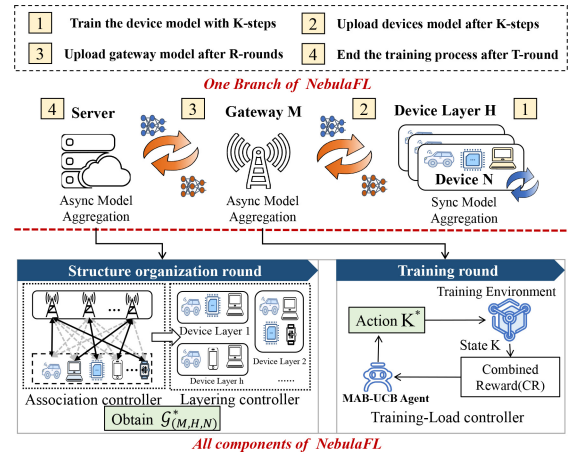 1 Train the device model with K-steps
2 Upload devices model after K-steps
3 Upload gateway model after R-rounds
4 End the training process after T-round
One Branch of NebulaFL
4 Server
3 Gateway M
2 Device Layer H 1
Device N
Async Model Aggregation
Async Model Aggregation
Sync Model Aggregation
Structure organization round
Training round
Device Layer 1
Device Layer 2
Device Layer h
......
...
...
Association controller
Layering controller
Obtain 𝒢*(M,H,N)
Training Environment
Action K*
State K
Combined Reward(CR)
MAB-UCB Agent
Training-Load controller
All components of NebulaFL